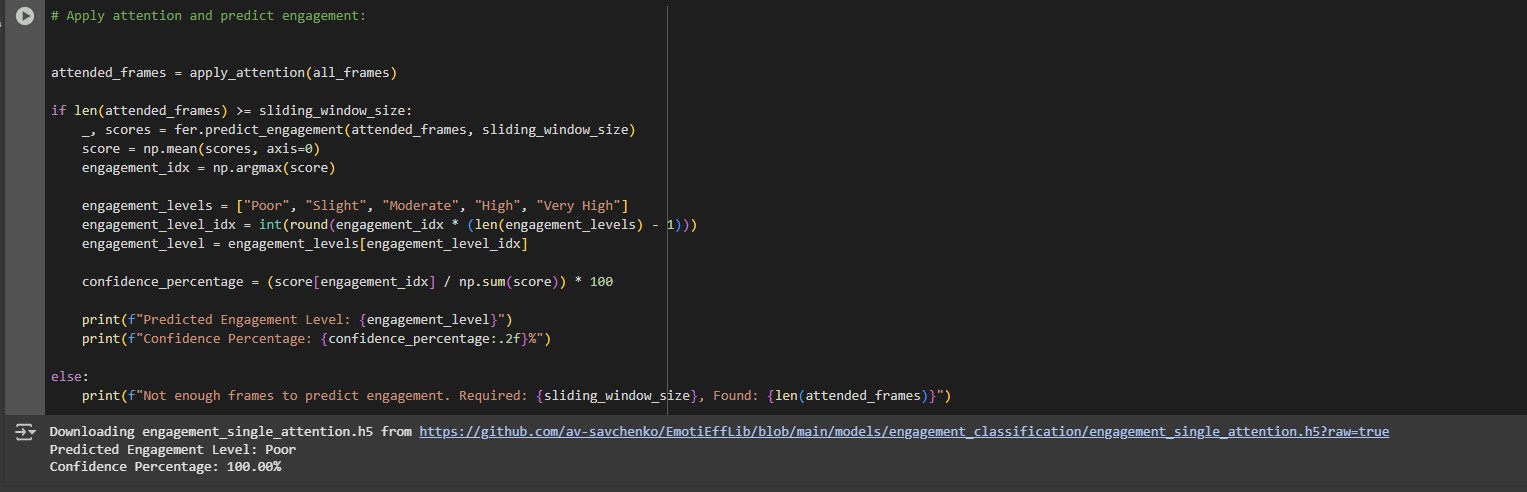 # Apply attention and predict engagement:
attended_frames = apply_attention(all_frames)
if len(attended_frames) >= sliding_window_size:
    _, scores = fer.predict_engagement(attended_frames, sliding_window_size)
    score = np.mean(scores, axis=0)
    engagement_idx = np.argmax(score)
    engagement_levels = ["Poor", "Slight", "Moderate", "High", "Very High"]
    engagement_level_idx = int(round(engagement_idx * (len(engagement_levels) - 1)))
    engagement_level = engagement_levels[engagement_level_idx]
    confidence_percentage = (score[engagement_idx] / np.sum(score)) * 100
    print(f"Predicted Engagement Level: {engagement_level}")
    print(f"Confidence Percentage: {confidence_percentage:.2f}%")
else:
    print(f"Not enough frames to predict engagement. Required: {sliding_window_size}, Found: {len(attended_frames)}")
Downloading engagement_single_attention.h5 from https://github.com/av-savchenko/EmotiEffLib/blob/main/models/engagement_classification/engagement_single_attention.h5?raw=true
Predicted Engagement Level: Poor
Confidence Percentage: 100.00%